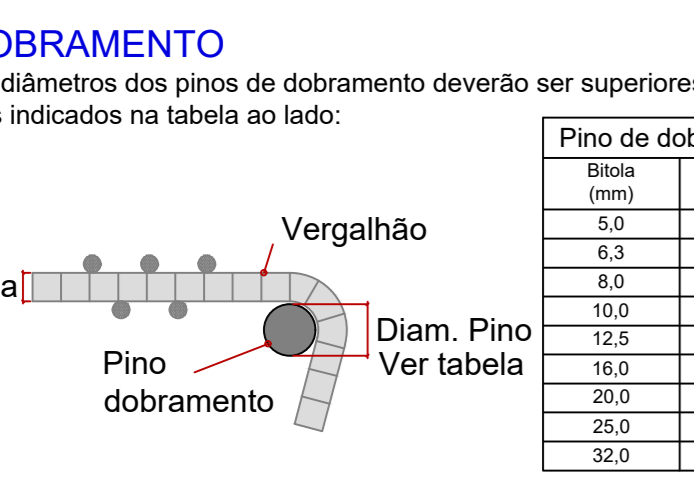 OBRAMENTO
diâmetros dos pinos de dobramento deverão ser superiores
s indicados na tabela ao lado:
Pino de dob
Bitola
(mm)
5,0
6,3
8,0
10,0
12,5
16,0
20,0
25,0
32,0
Vergalhão
a
Diam. Pino
Ver tabela
Pino
dobramento